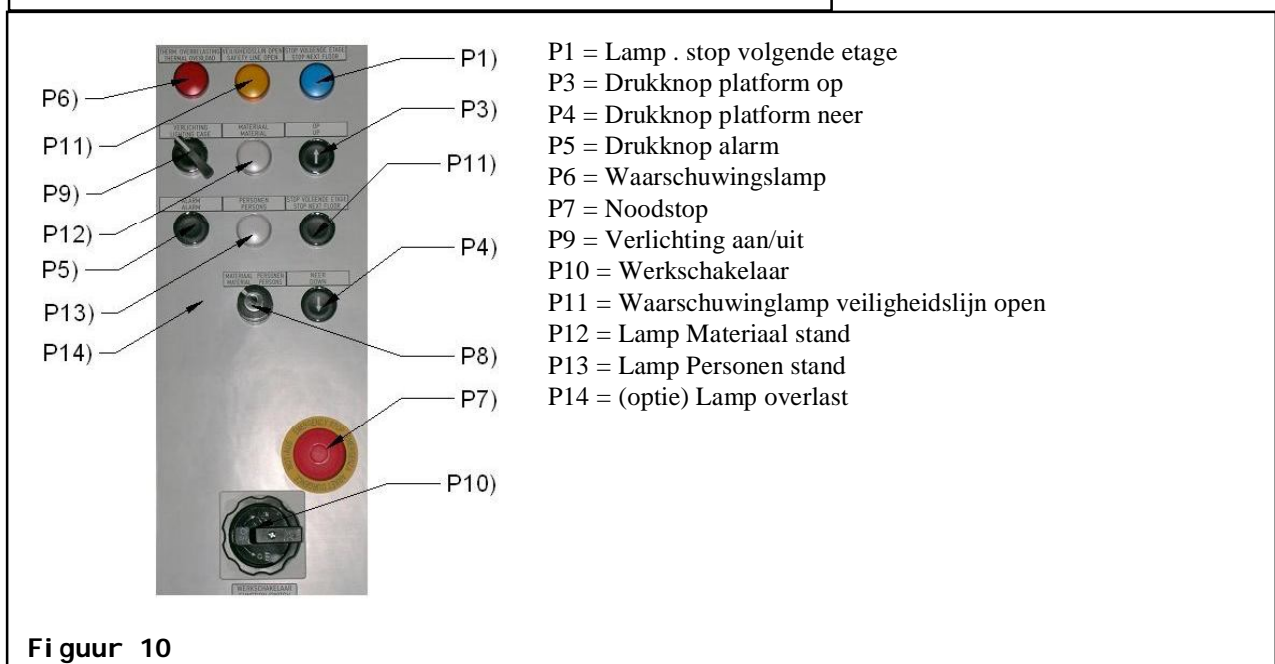 THERM. OVERBELASTING VEILIGHEIDSLIJN OPEN STOP VOLGENDE ETAGE
THERMAL OVERLOAD SAFETY LINE OPEN STOP NEXT FLOOR
P1)
P6)
P3)
P11)
VERLICHTING MATERIAAL OP
LIGHTING CAGE MATERIAL UP
P11)
P9)
P12)
ALARM PERSONEN STOP VOLGENDE ETAGE
ALARM PERSONS STOP NEXT FLOOR
P4)
P5)
P13)
MATERIAAL PERSONEN NEER
MATERIAL PERSONS DOWN
P14)
P8)
P7)
EMERGENCY STOP
P10)
WERKSCHAKELAAR
P1 = Lamp . stop volgende etage
P3 = Drukknop platform op
P4 = Drukknop platform neer
P5 = Drukknop alarm
P6 = Waarschuwingslamp
P7 = Noodstop
P9 = Verlichting aan/uit
P10 = Werkschakelaar
P11 = Waarschuwinglamp veiligheidslijn open
P12 = Lamp Materiaal stand
P13 = Lamp Personen stand
P14 = (optie) Lamp overlast
Figuur 10